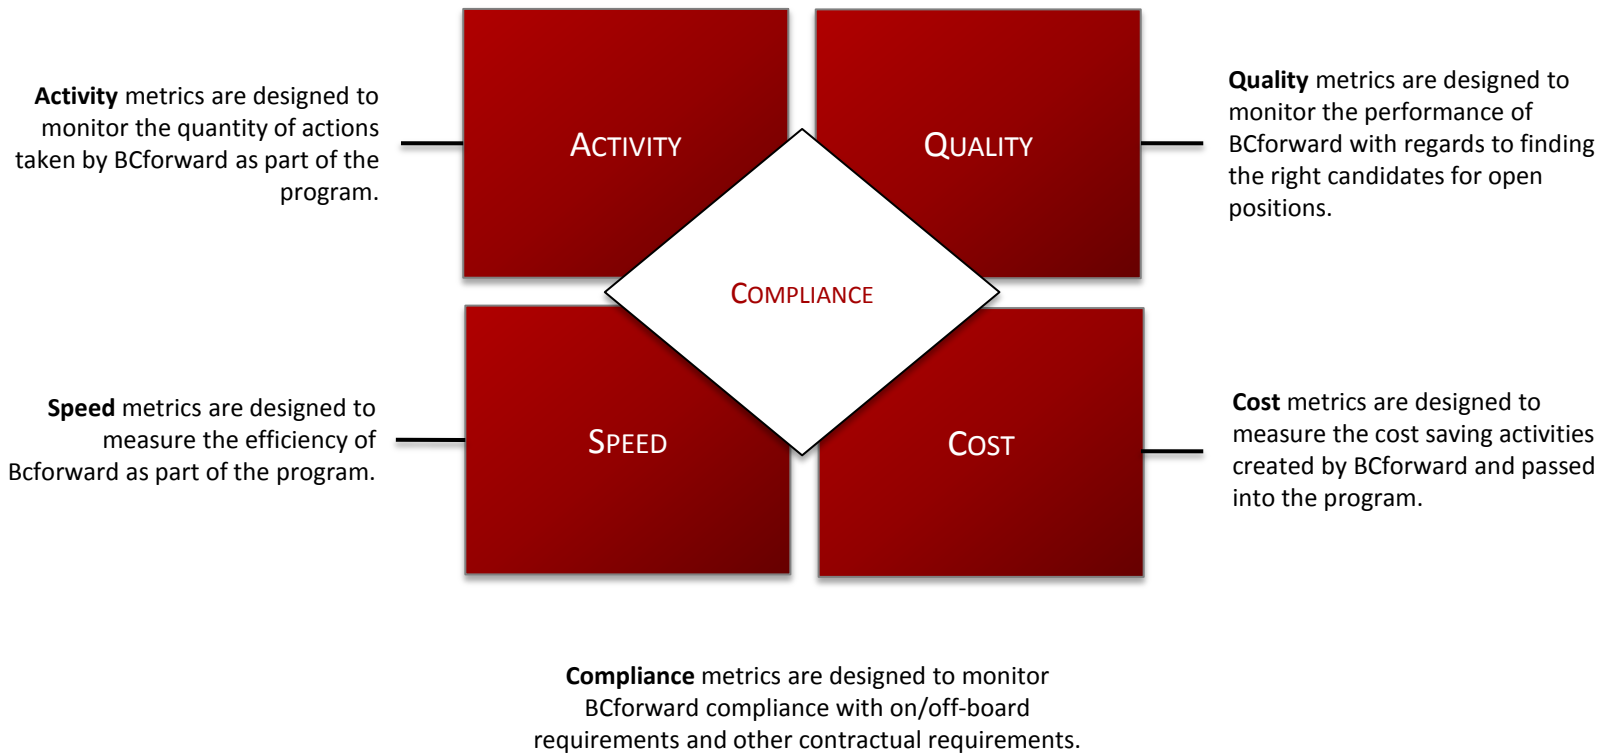 Activity metrics are designed to
monitor the quantity of actions
taken by BCforward as part of the
program.
ACTIVITY
QUALITY
Quality metrics are designed to
monitor the performance of
BCforward with regards to finding
the right candidates for open
positions.
COMPLIANCE
Speed metrics are designed to
measure the efficiency of
Bcforward as part of the program.
SPEED
COST
Cost metrics are designed to
measure the cost saving activities
created by BCforward and passed
into the program.
Compliance metrics are designed to monitor
BCforward compliance with on/off-board
requirements and other contractual requirements.